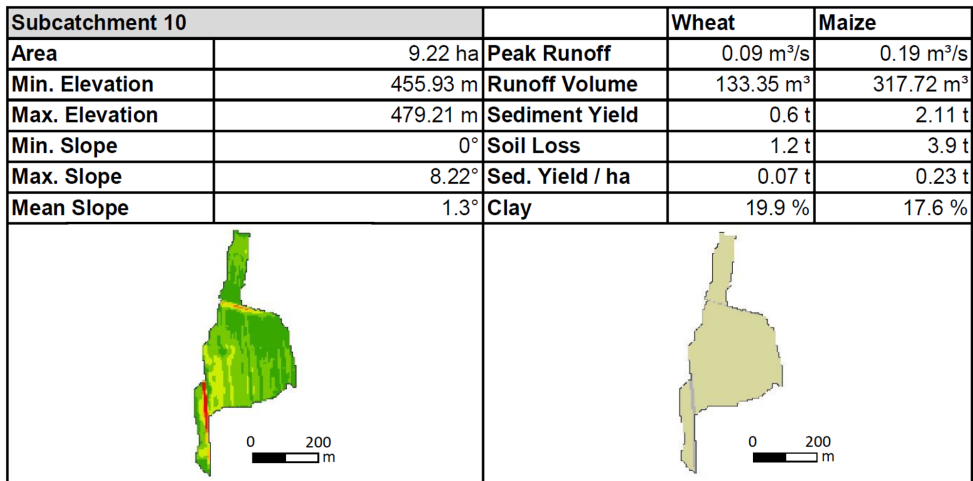 Subcatchment 10 Wheat Maize
Area 9.22 ha Peak Runoff 0.09 m³/s 0.19 m³/s
Min. Elevation 455.93 m Runoff Volume 133.35 m³ 317.72 m³
Max. Elevation 479.21 m Sediment Yield 0.6 t 2.11 t
Min. Slope 0° Soil Loss 1.2 t 3.9 t
Max. Slope 8.22° Sed. Yield / ha 0.07 t 0.23 t
Mean Slope 1.3° Clay 19.9 % 17.6 %
0 200 0 200
m m